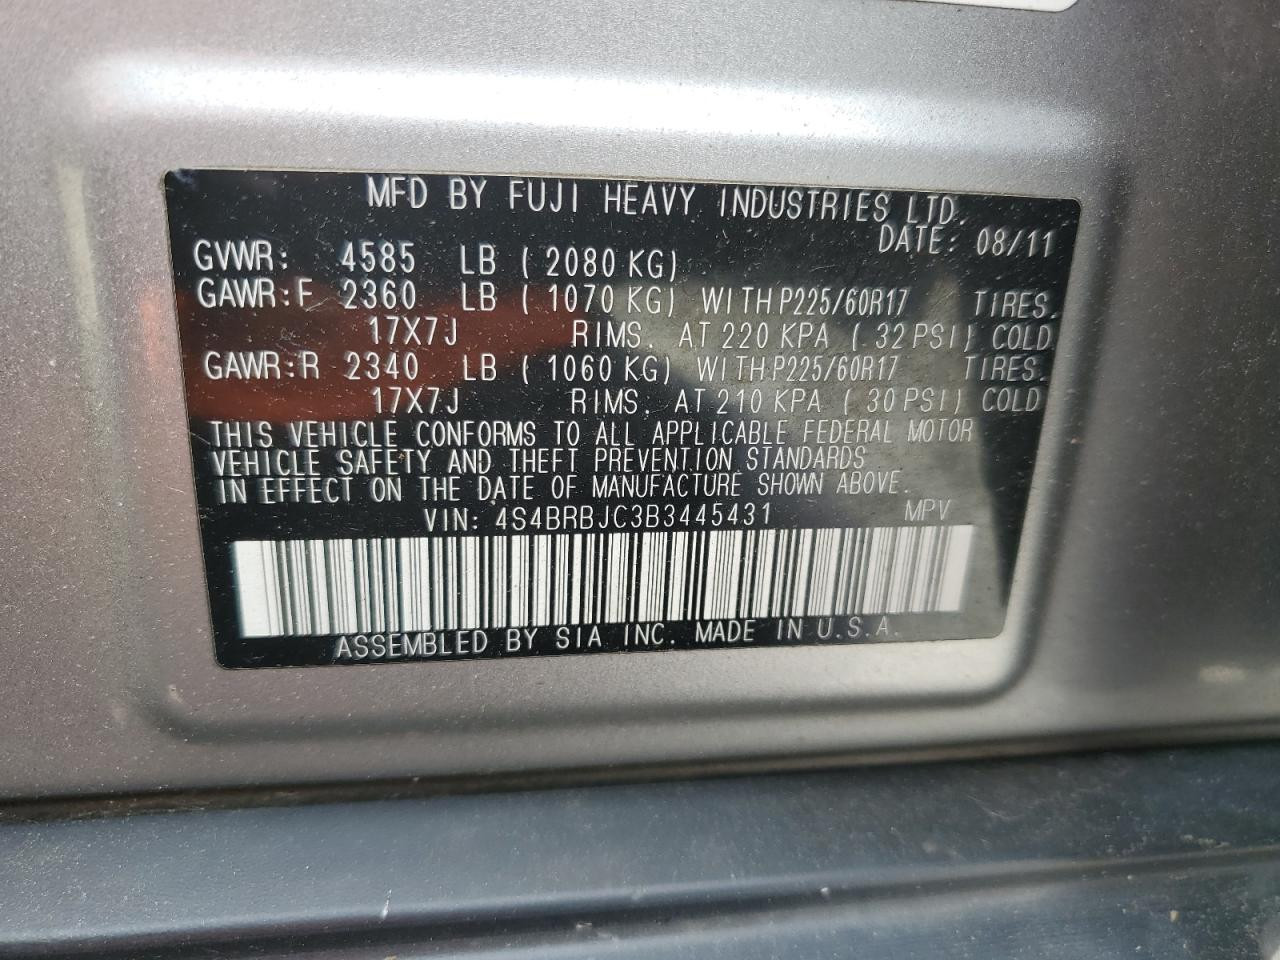 MFD BY FUJI HEAVY INDUSTRIES LTD.
DATE: 08/11
GVWR: 4585 LB ( 2080 KG)
GAWR:F 2360 LB ( 1070 KG) WITH P225/60R17 TIRES.
17X7J RIMS. AT 220 KPA ( 32 PSI) COLD
GAWR:R 2340 LB ( 1060 KG) WITH P225/60R17 TIRES.
17X7J RIMS. AT 210 KPA ( 30 PSI) COLD
THIS VEHICLE CONFORMS TO ALL APPLICABLE FEDERAL MOTOR
VEHICLE SAFETY AND THEFT PREVENTION STANDARDS
IN EFFECT ON THE DATE OF MANUFACTURE SHOWN ABOVE.
VIN: 4S4BRBJC3B3445431 MPV
ASSEMBLED BY SIA INC. MADE IN U.S.A.